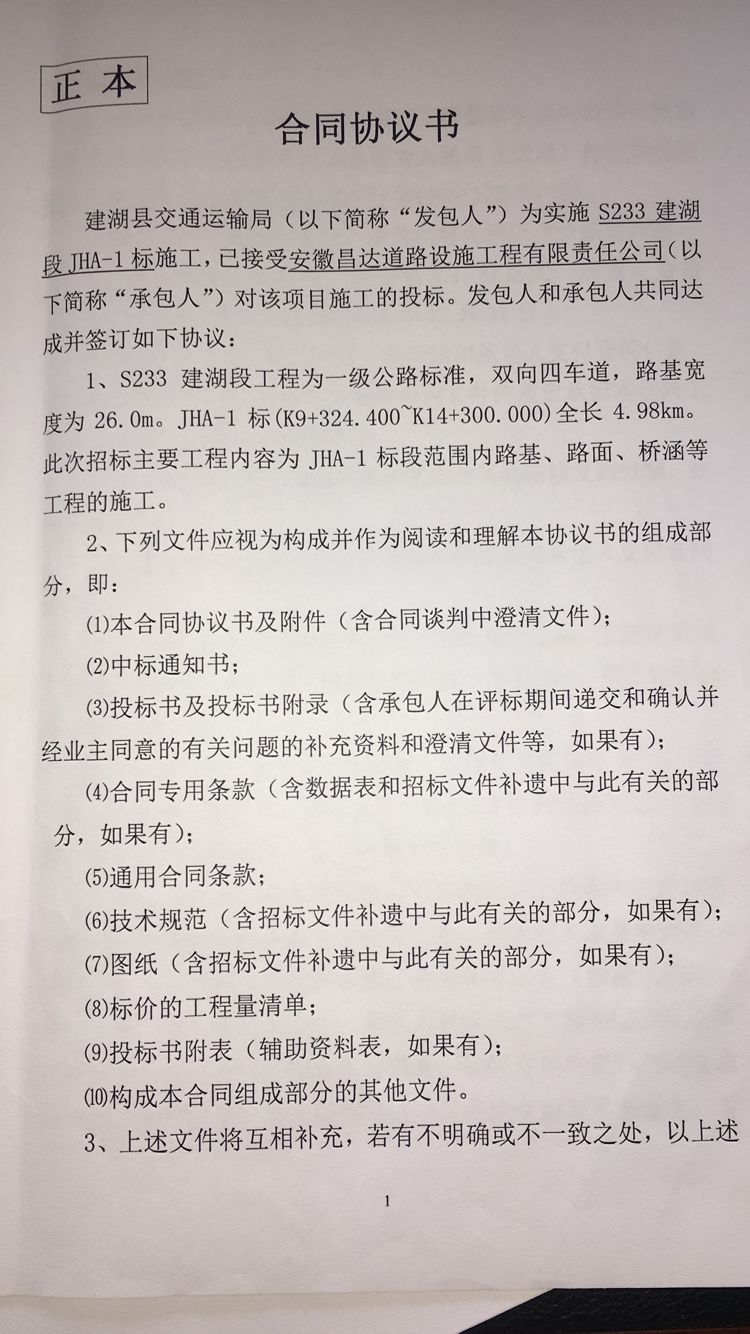 正本
合同协议书
建湖县交通运输局（以下简称“发包人”）为实施 S233 建湖
段 JHA-1 标施工，已接受安徽昌达道路设施工程有限责任公司（以
下简称“承包人”）对该项目施工的投标。发包人和承包人共同达
成并签订如下协议：
1、S233 建湖段工程为一级公路标准，双向四车道，路基宽
度为 26.0m。JHA-1 标(K9+324.400~K14+300.000)全长 4.98km。
此次招标主要工程内容为 JHA-1 标段范围内路基、路面、桥涵等
工程的施工。
2、下列文件应视为构成并作为阅读和理解本协议书的组成部
分，即：
⑴本合同协议书及附件（含合同谈判中澄清文件）；
⑵中标通知书；
⑶投标书及投标书附录（含承包人在评标期间递交和确认并
经业主同意的有关问题的补充资料和澄清文件等，如果有）；
⑷合同专用条款（含数据表和招标文件补遗中与此有关的部
分，如果有）；
⑸通用合同条款；
⑹技术规范（含招标文件补遗中与此有关的部分，如果有）；
⑺图纸（含招标文件补遗中与此有关的部分，如果有）；
⑻标价的工程量清单；
⑼投标书附表（辅助资料表，如果有）；
⑽构成本合同组成部分的其他文件。
3、上述文件将互相补充，若有不明确或不一致之处，以上述
1